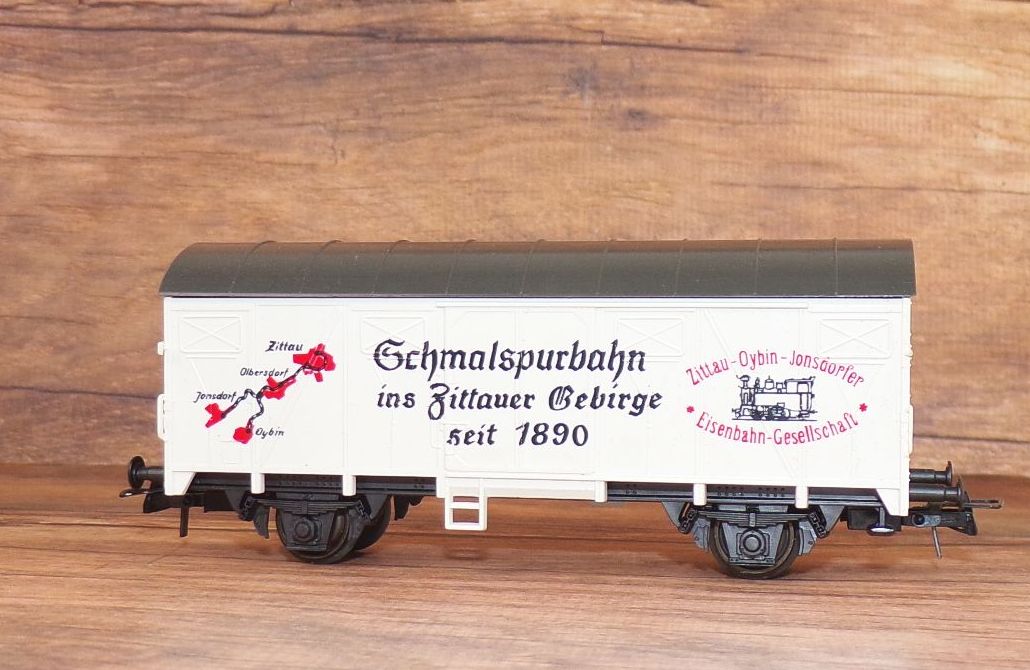 Zittau
Olbersdorf
Jonsdorf
Oybin
Schmalspurbahn
ins Zittauer Gebirge
seit 1890
Zittau-Oybin-Jonsdorfer
* Eisenbahn-Gesellschaft *